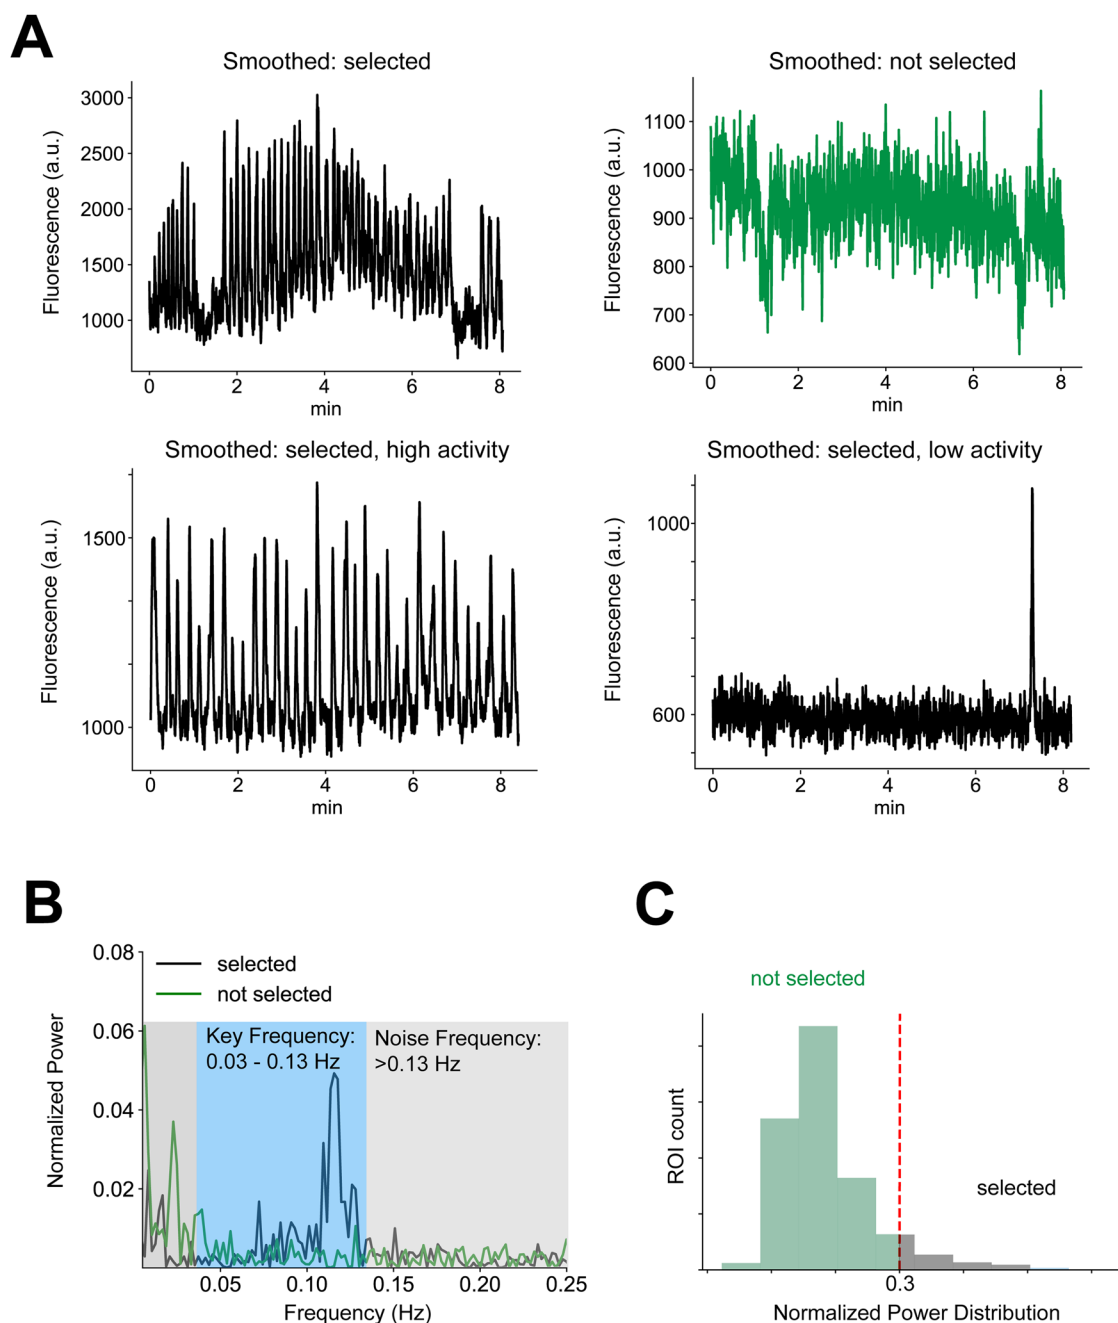 A
Smoothed: selected
Fluorescence (a.u.)
3000
2500
2000
1500
1000
0 2 4 6 8
min
Smoothed: not selected
Fluorescence (a.u.)
1100
1000
900
800
700
600
0 2 4 6 8
min
Smoothed: selected, high activity
Fluorescence (a.u.)
1500
1000
0 2 4 6 8
min
Smoothed: selected, low activity
Fluorescence (a.u.)
1000
600
0 2 4 6 8
min
B
Normalized Power
0.08
0.06
0.04
0.02
selected
not selected
Key Frequency:
0.03 - 0.13 Hz
Noise Frequency:
>0.13 Hz
0.05 0.10 0.15 0.20 0.25
Frequency (Hz)
C
not selected
ROI count
selected
0.3
Normalized Power Distribution